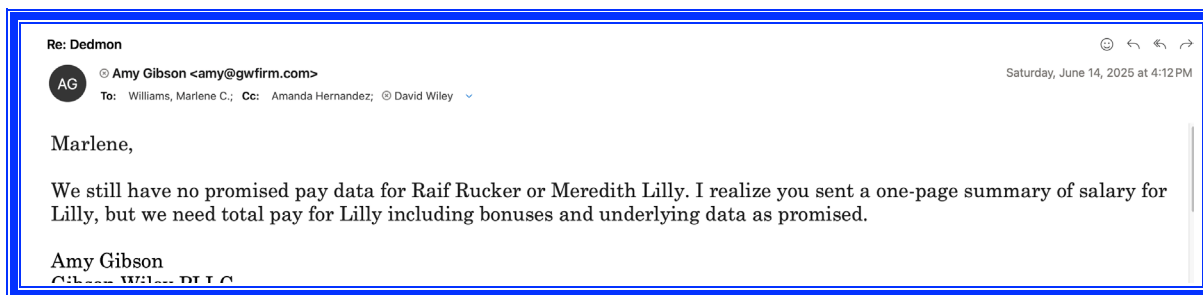 Re: Dedmon
AG
Amy Gibson <amy@gwfirm.com>
Saturday, June 14, 2025 at 4:12 PM
To: Williams, Marlene C.; Cc: Amanda Hernandez; David Wiley
Marlene,
We still have no promised pay data for Raif Rucker or Meredith Lilly. I realize you sent a one-page summary of salary for
Lilly, but we need total pay for Lilly including bonuses and underlying data as promised.
Amy Gibson
Gibson Wiley PLLC